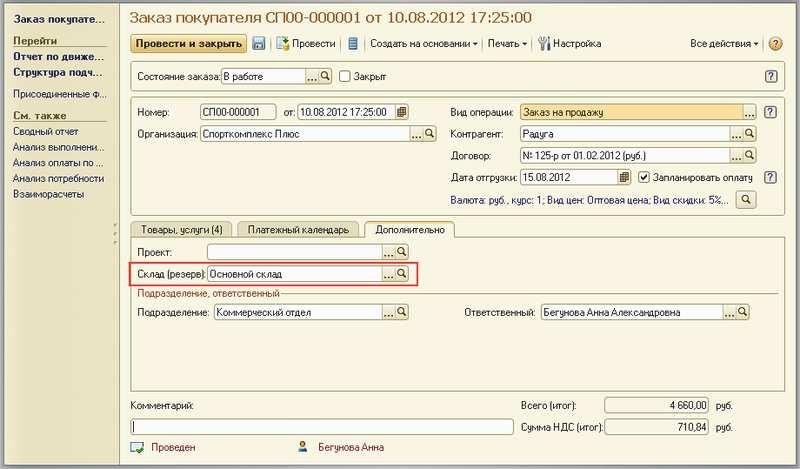 Заказ покупате...
Перейти
Отчет по движе...
Структура подч...
Присоединенные ф...
См. также
Сводный отчет
Анализ выполнени...
Анализ оплаты по ...
Анализ потребности
Взаиморасчеты
Заказ покупателя СП00-000001 от 10.08.2012 17:25:00
Провести и закрыть Провести Создать на основании Печать Настройка Все действия ?
Состояние заказа: В работе ... Закрыт ?
Номер: СП00-000001 от: 10.08.2012 17:25:00 Вид операции: Заказ на продажу ... ?
Организация: Спорткомплекс Плюс ... Контрагент: Радуга ...
Договор: № 125-р от 01.02.2012 (руб.) ...
Дата отгрузки: 15.08.2012 Запланировать оплату ?
Валюта: руб., курс: 1; Вид цен: Оптовая цена; Вид скидки: 5%...
Товары, услуги (4) Платежный календарь Дополнительно
Проект: ...
Склад (резерв): Основной склад ...
Подразделение, ответственный
Подразделение: Коммерческий отдел ... Ответственный: Бегунова Анна Александровна ...
Комментарий: Всего (итог): 4 660,00 руб.
Сумма НДС (итог): 710,84 руб.
Проведен Бегунова Анна